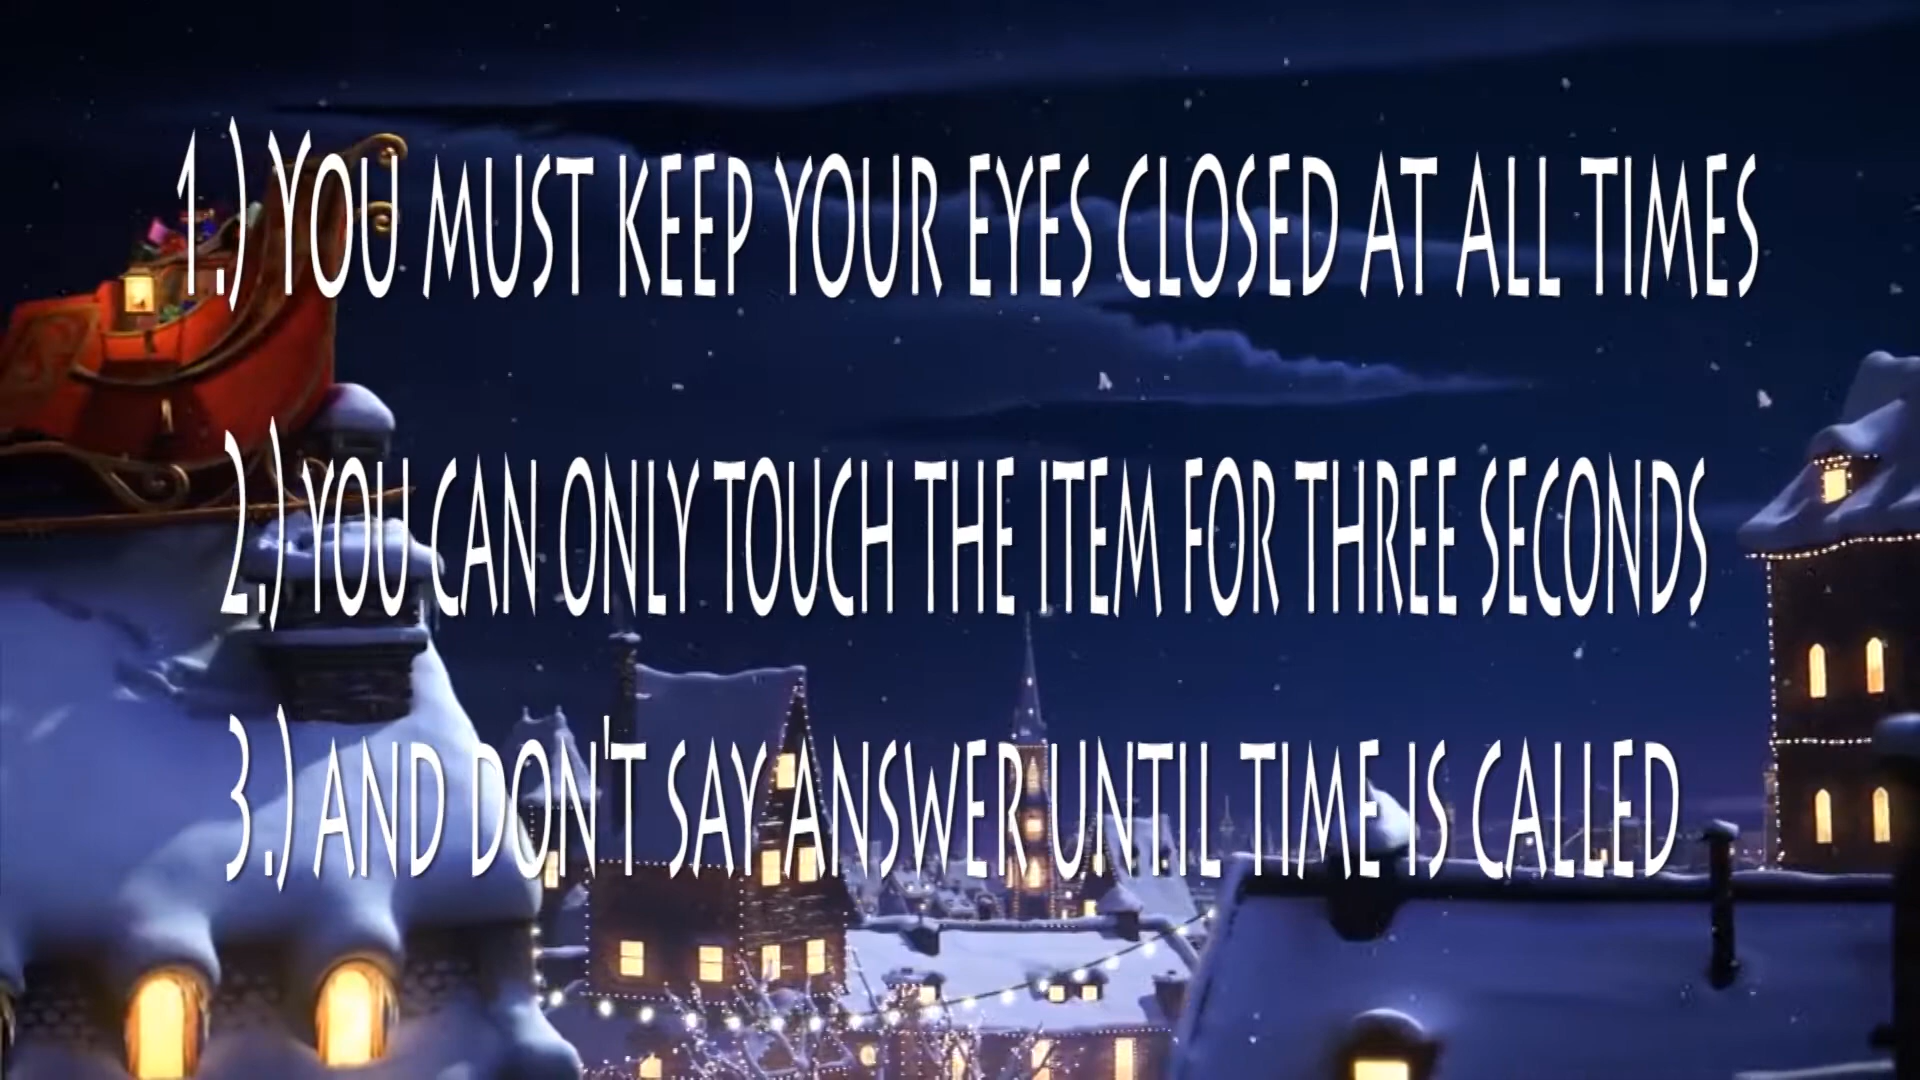 1.) You must keep your eyes closed at all times
2.) you can only touch the item for three seconds
3.) and don't say answer until time is called